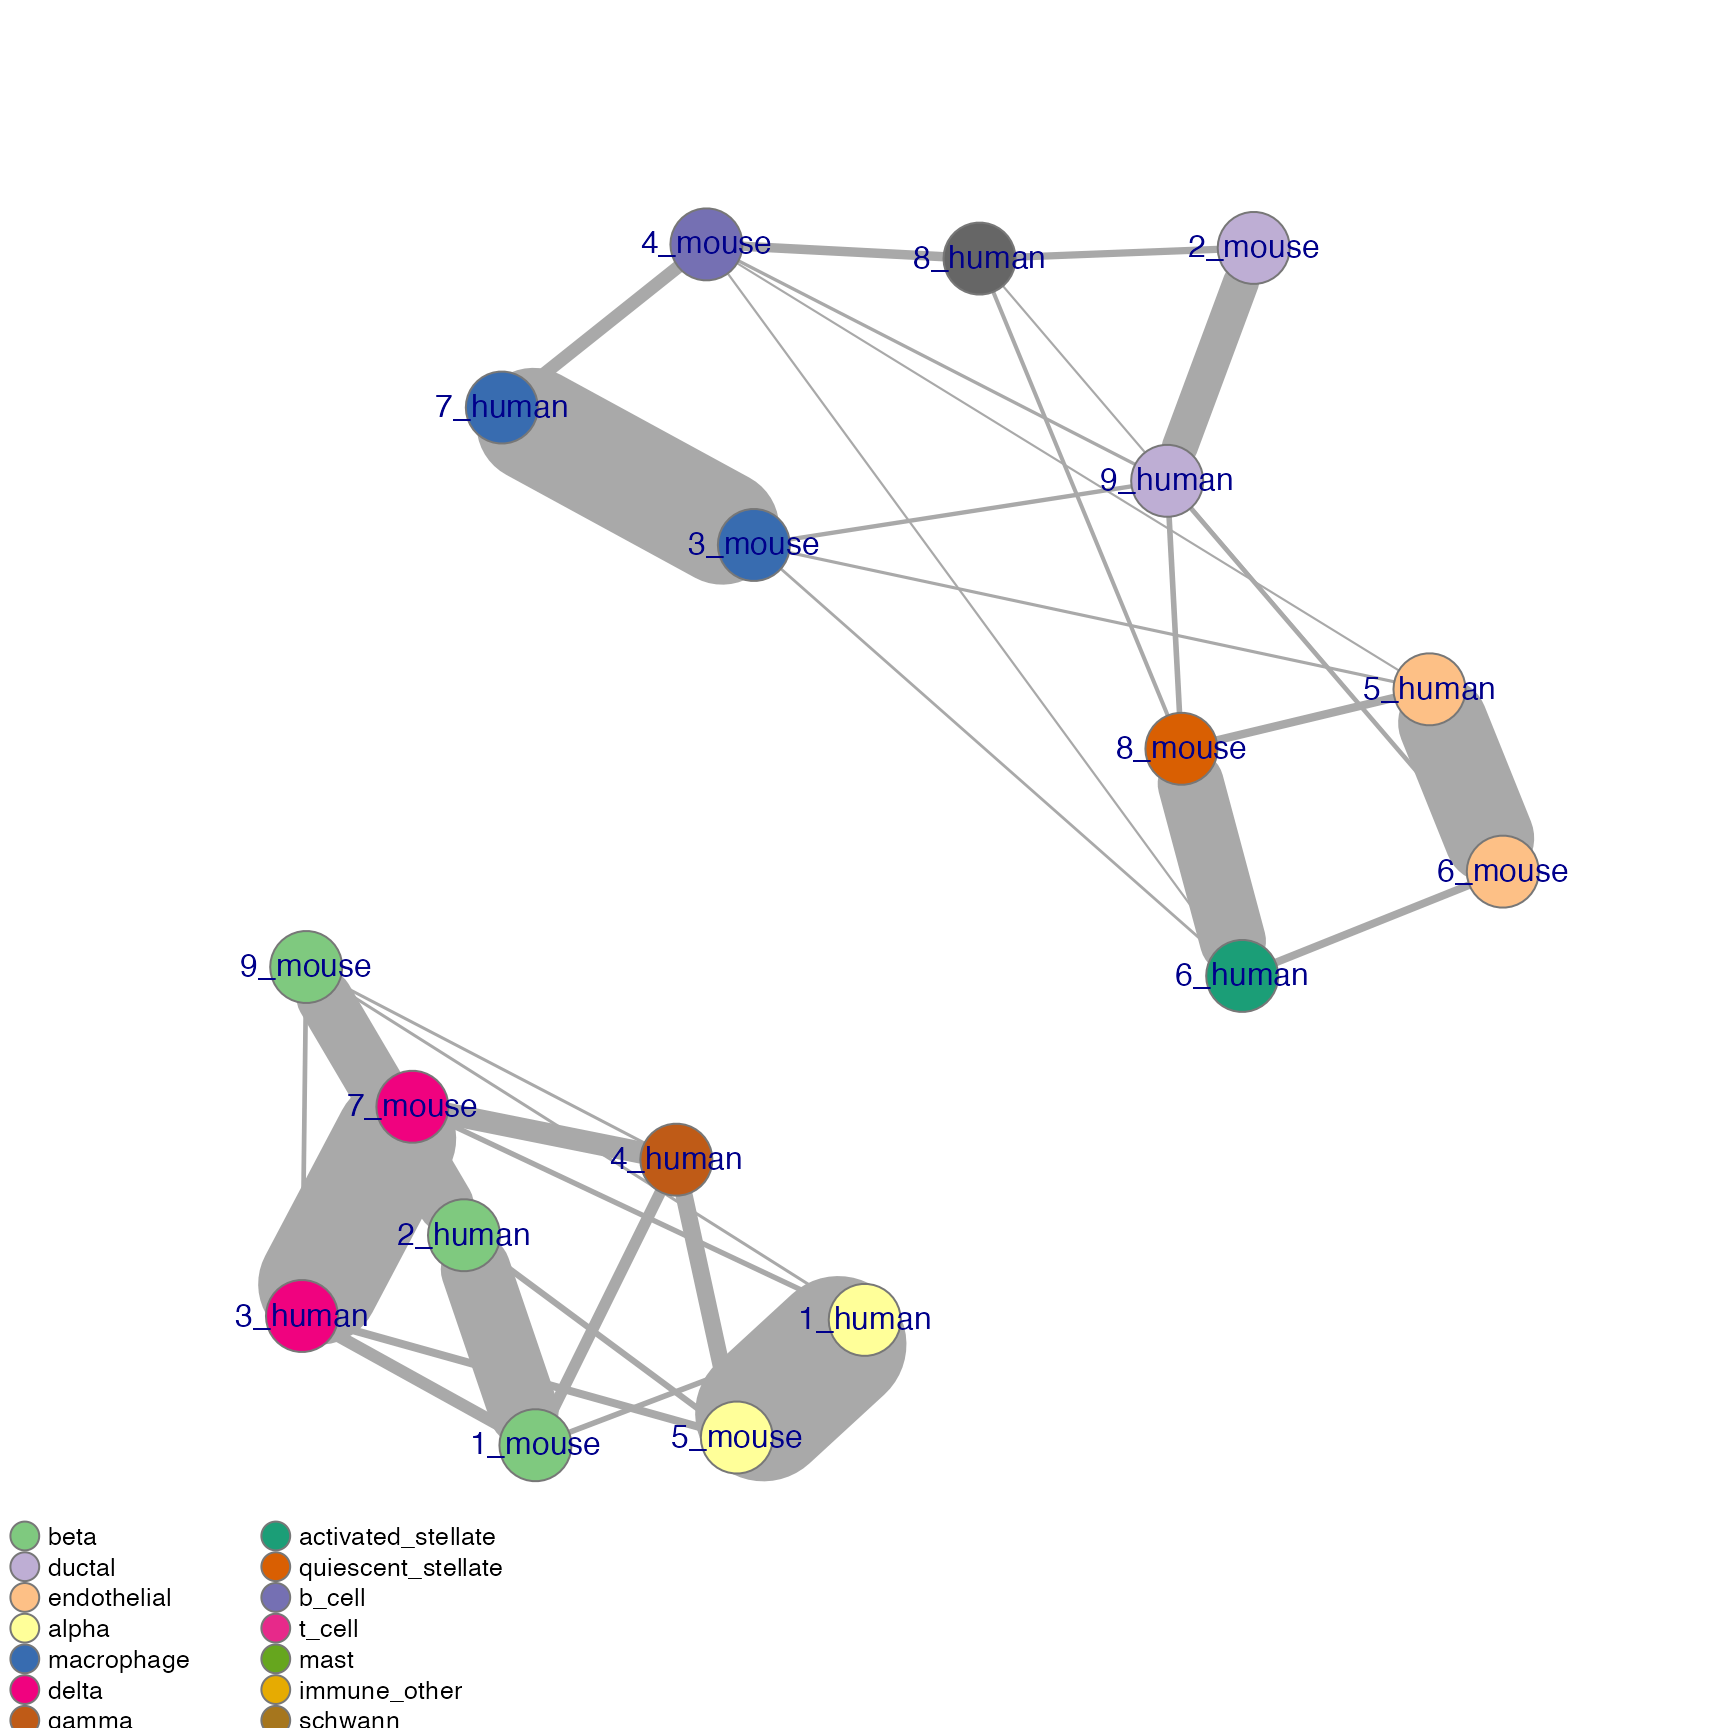 4_mouse
8_human
2_mouse
7_human
9_human
3_mouse
5_human
8_mouse
6_mouse
6_human
9_mouse
7_mouse
4_human
2_human
3_human
1_human
1_mouse
5_mouse
beta
ductal
endothelial
alpha
macrophage
delta
gamma
activated_stellate
quiescent_stellate
b_cell
t_cell
mast
immune_other
schwann